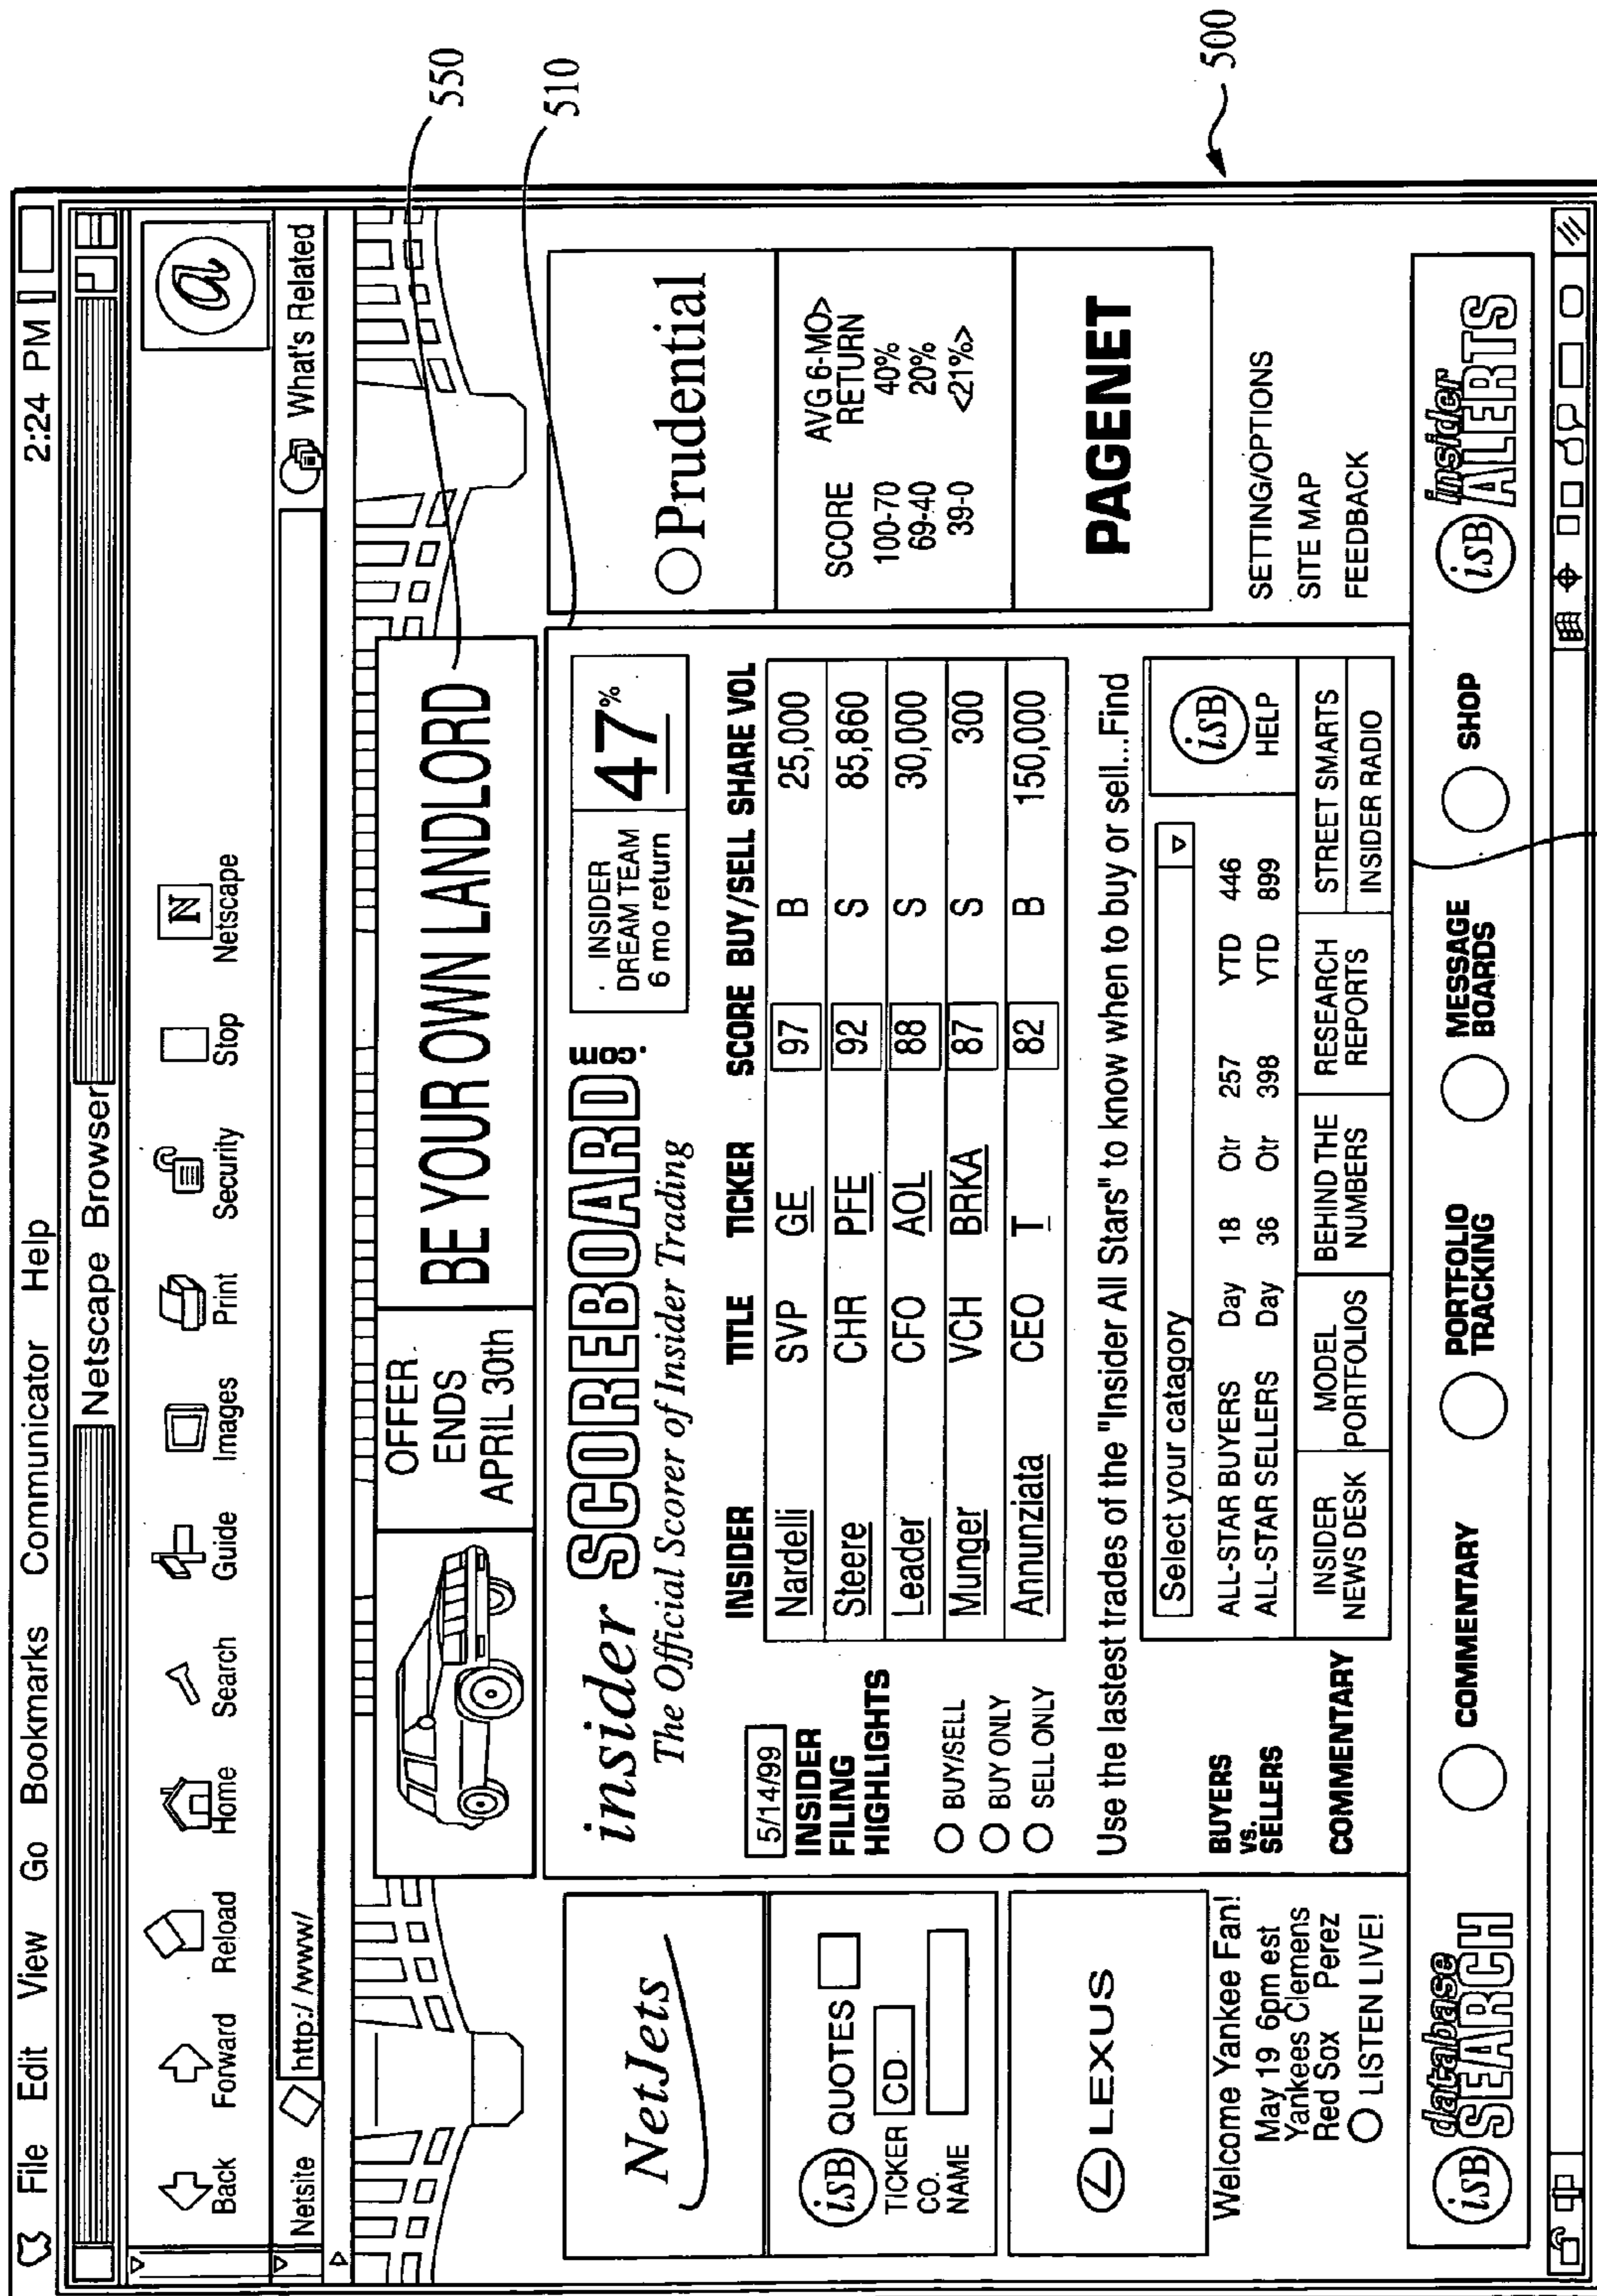 File Edit View Go Bookmarks Communicator Help 2:24 PM
Netscape Browser
Back Forward Reload Home Search Guide Images Print Security Stop Netscape
N
a
Netsite http:/ /www/ What's Related
OFFER
ENDS
APRIL 30th
BE YOUR OWN LANDLORD
550
510
500
NetJets
isB QUOTES
TICKER CD
CO.
NAME
LEXUS
Welcome Yankee Fan!
May 19 6pm est
Yankees Clemens
Red Sox Perez
LISTEN LIVE!
insider SCOREBOARD
The Official Scorer of Insider Trading
INSIDER
DREAM TEAM
6 mo return
47%
5/14/99
INSIDER
FILING
HIGHLIGHTS
BUY/SELL
BUY ONLY
SELL ONLY
INSIDER TITLE TICKER SCORE BUY/SELL SHARE VOL
Nardelli SVP GE 97 B 25,000
Steere CHR PFE 92 S 85,860
Leader CFO AOL 88 S 30,000
Munger VCH BRKA 87 S 300
Annunziata CEO T 82 B 150,000
Use the lastest trades of the "Insider All Stars" to know when to buy or sell...Find
Select your catagory
isB
HELP
BUYERS
vs.
SELLERS
ALL-STAR BUYERS Day 18 Otr 257 YTD 446
ALL-STAR SELLERS Day 36 Otr 398 YTD 899
COMMENTARY
INSIDER
NEWS DESK
MODEL
PORTFOLIOS
BEHIND THE
NUMBERS
RESEARCH
REPORTS
STREET SMARTS
INSIDER RADIO
Prudential
SCORE AVG 6-MO>
RETURN
100-70 40%
69-40 20%
39-0 <21%>
PAGENET
SETTING/OPTIONS
SITE MAP
FEEDBACK
isB database
SEARCH
COMMENTARY
PORTFOLIO
TRACKING
MESSAGE
BOARDS
SHOP
isB insider
ALERTS